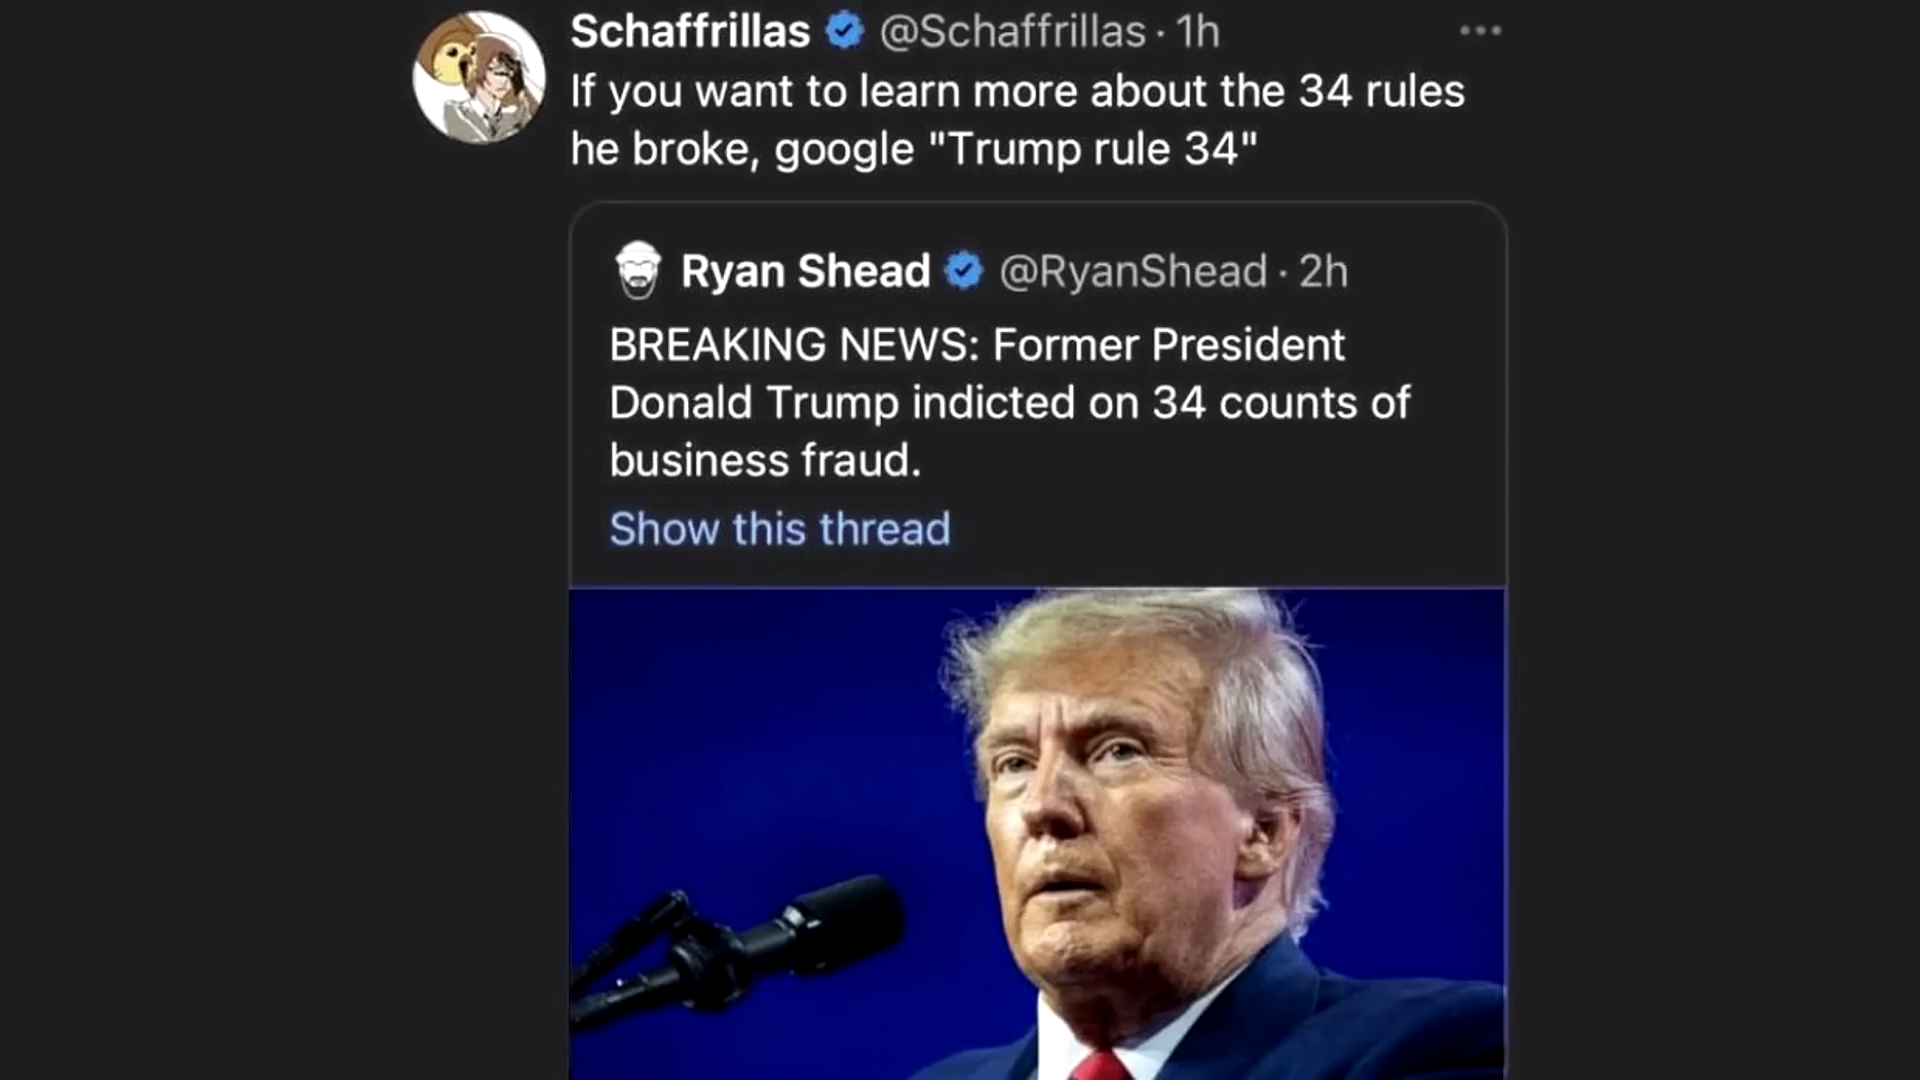 Schaffrillas @Schaffrillas · 1h
If you want to learn more about the 34 rules
he broke, google "Trump rule 34"
Ryan Shead @RyanShead · 2h
BREAKING NEWS: Former President
Donald Trump indicted on 34 counts of
business fraud.
Show this thread